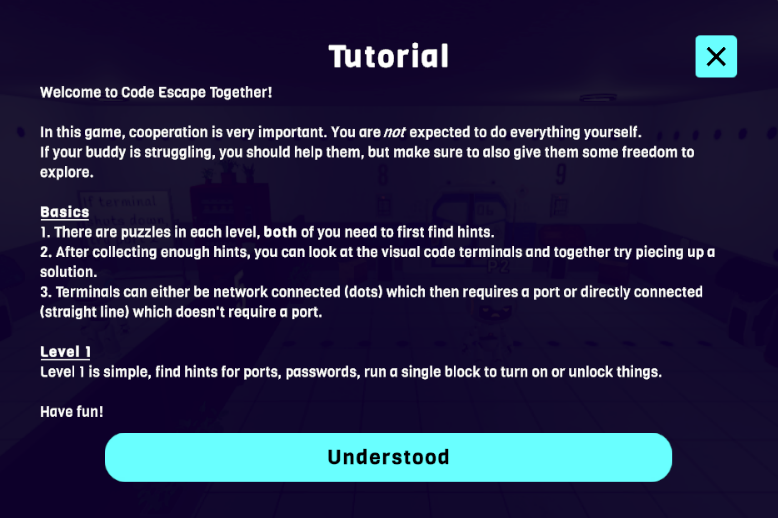 Tutorial
Welcome to Code Escape Together!
In this game, cooperation is very important. You are not expected to do everything yourself.
If your buddy is struggling, you should help them, but make sure to also give them some freedom to
explore.
Basics
1. There are puzzles in each level, both of you need to first find hints.
2. After collecting enough hints, you can look at the visual code terminals and together try piecing up a
solution.
3. Terminals can either be network connected (dots) which then requires a port or directly connected
(straight line) which doesn't require a port.
Level 1
Level 1 is simple, find hints for ports, passwords, run a single block to turn on or unlock things.
Have fun!
Understood